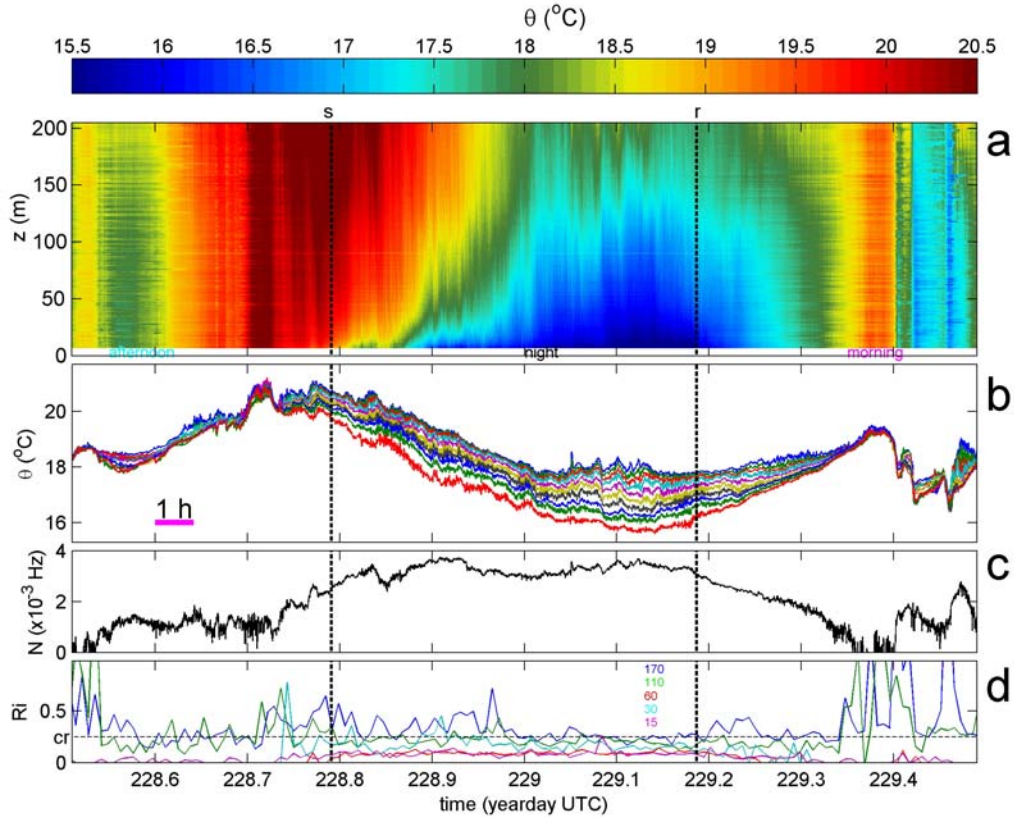 θ (°C)
15.5 16 16.5 17 17.5 18 18.5 19 19.5 20 20.5
s r
a
200
150
100
50
0
z (m)
afternoon night morning
b
20
18
16
θ (°C)
1 h
c
4
2
0
N (x10⁻³ Hz)
d
170
110
60
30
15
0.5
cr
0
Ri
228.6 228.7 228.8 228.9 229 229.1 229.2 229.3 229.4
time (yearday UTC)